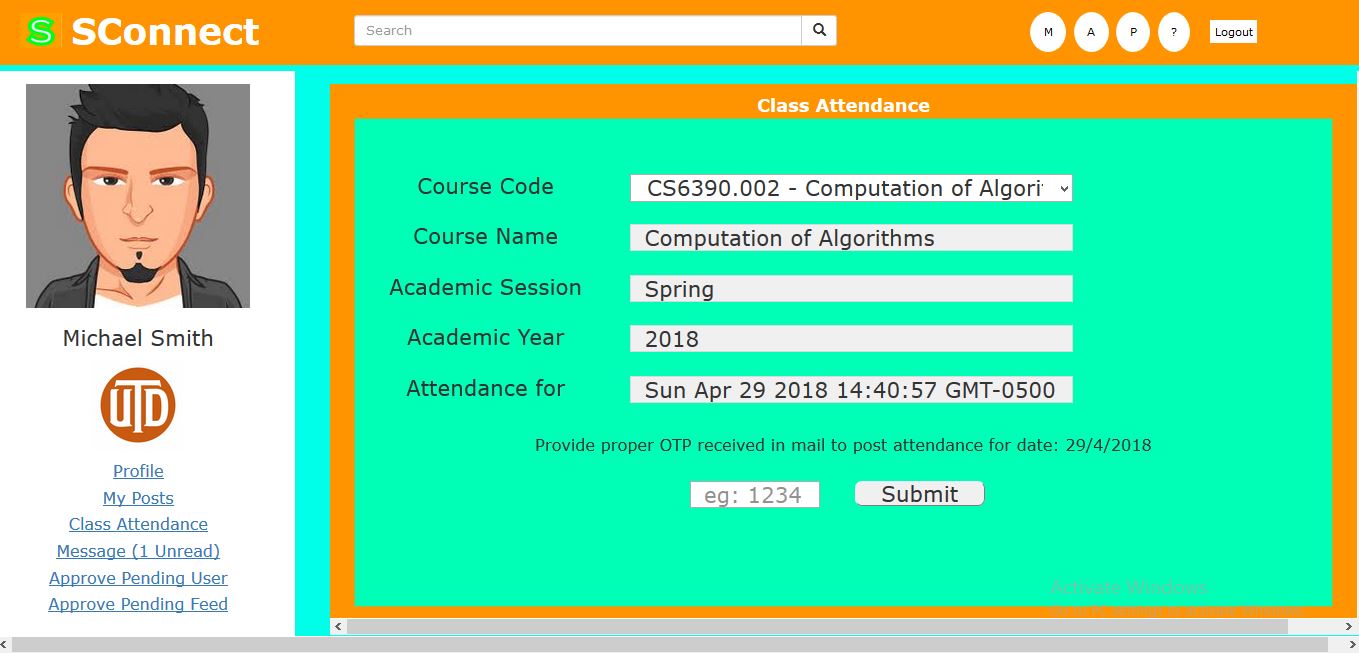 S SConnect
Search
M A P ? Logout
Michael Smith
UTD
Profile
My Posts
Class Attendance
Message (1 Unread)
Approve Pending User
Approve Pending Feed
Class Attendance
Course Code CS6390.002 - Computation of Algori
Course Name Computation of Algorithms
Academic Session Spring
Academic Year 2018
Attendance for Sun Apr 29 2018 14:40:57 GMT-0500
Provide proper OTP received in mail to post attendance for date: 29/4/2018
eg: 1234 Submit
Activate Windows